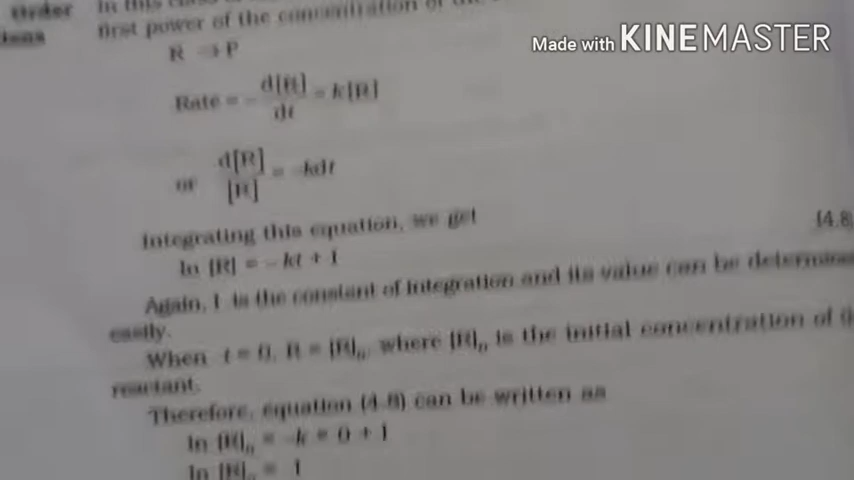 Order
In this
first power of the concentration of the
R → P
Rate = - d[R]/dt = k[R]
or d[R]/[R] = -kdt
Integrating this equation, we get
(4.8
ln [R] = - kt + I
Again, I is the constant of integration and its value can be determined
easily.
When t = 0, R = [R]₀, where [R]₀ is the initial concentration of
reactant.
Therefore, equation (4.8) can be written as
ln [R]₀ = -k × 0 + I
ln [R]₀ = I
Made with KINEMASTER